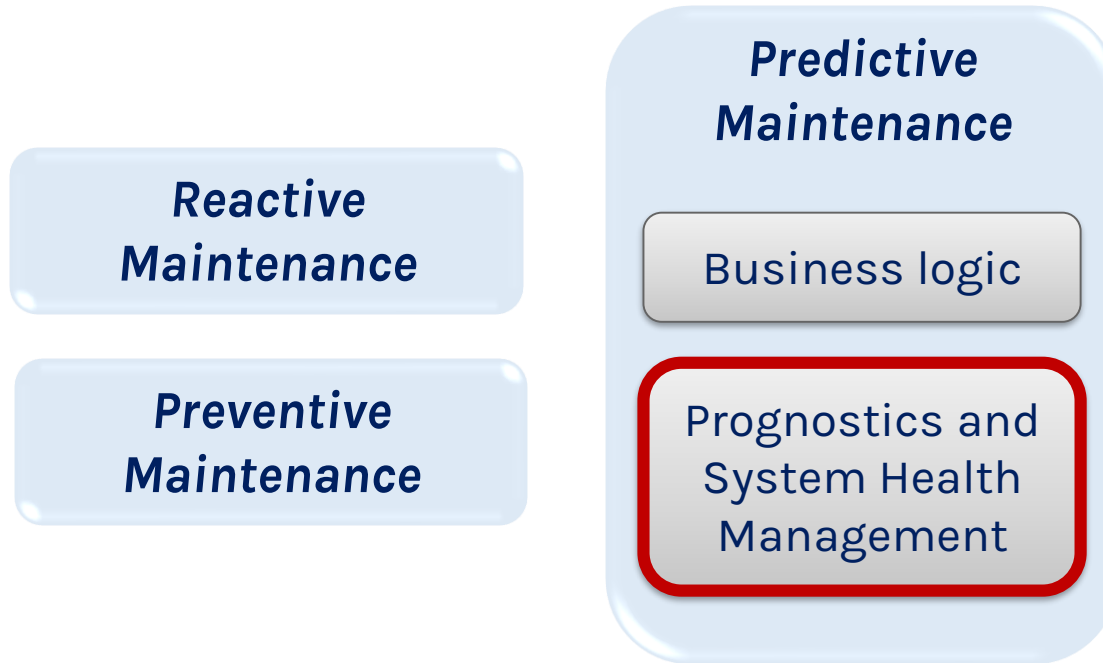 Reactive
Maintenance
Preventive
Maintenance
Predictive
Maintenance
Business logic
Prognostics and
System Health
Management